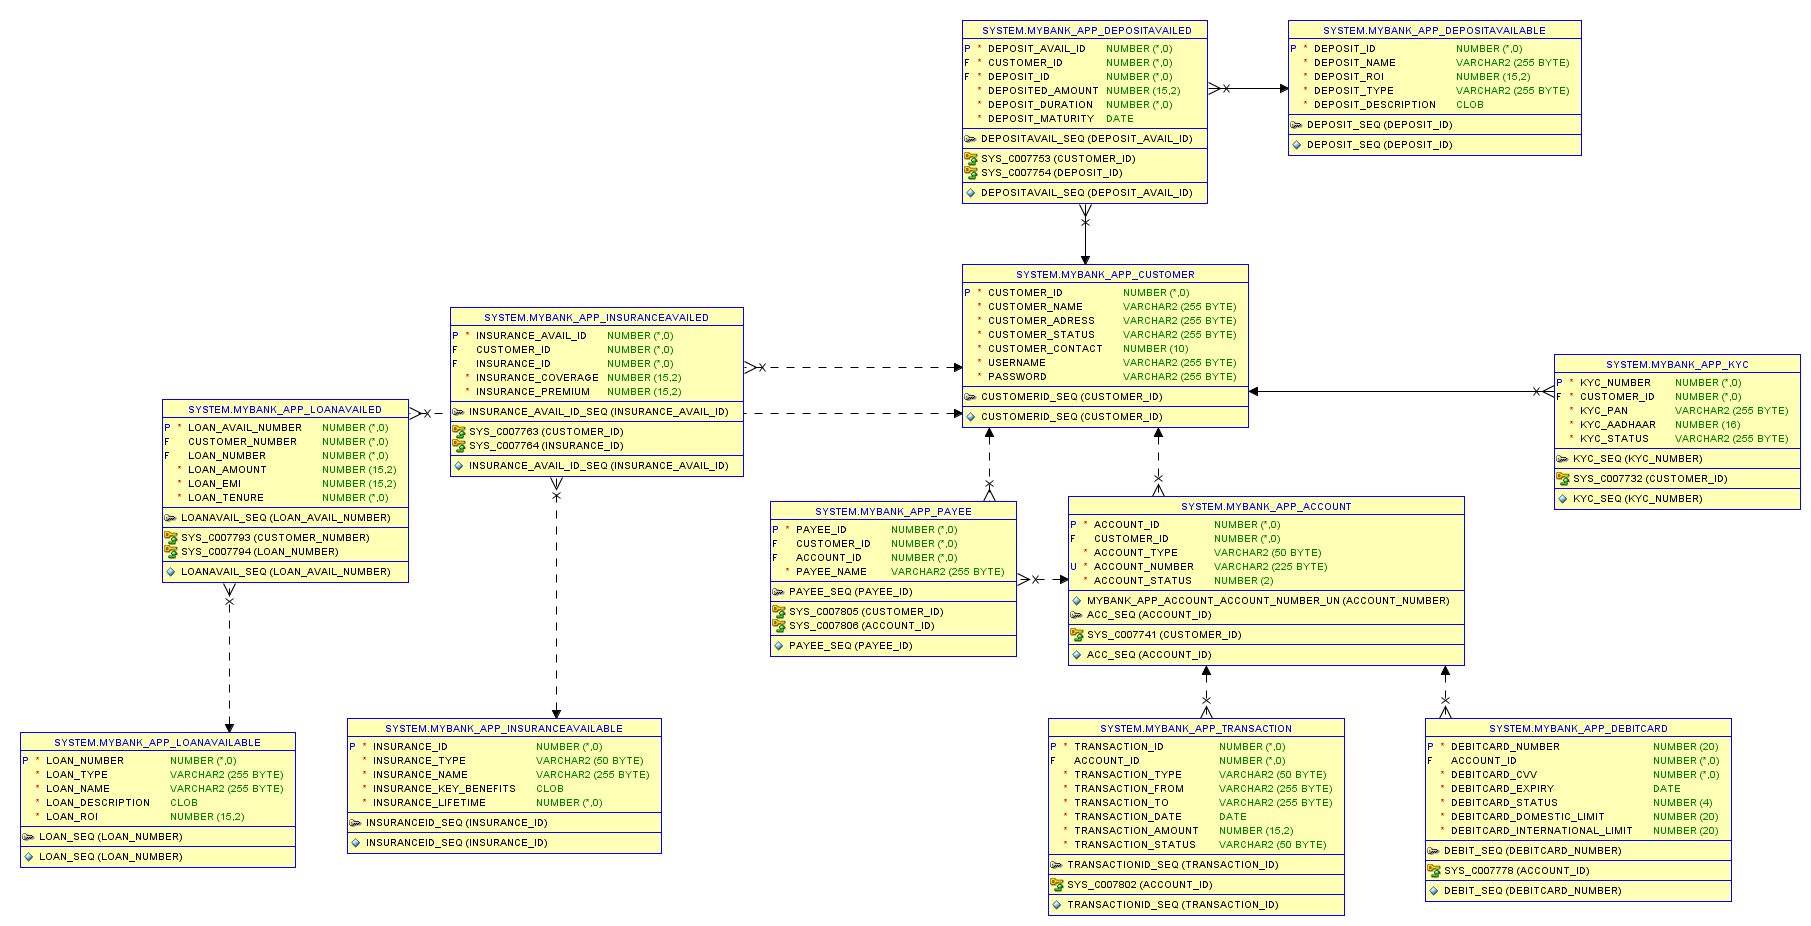 SYSTEM.MYBANK_APP_DEPOSITAVAILED
P * DEPOSIT_AVAIL_ID NUMBER (*,0)
F * CUSTOMER_ID NUMBER (*,0)
F * DEPOSIT_ID NUMBER (*,0)
* DEPOSITED_AMOUNT NUMBER (15,2)
* DEPOSIT_DURATION NUMBER (*,0)
* DEPOSIT_MATURITY DATE
DEPOSITAVAIL_SEQ (DEPOSIT_AVAIL_ID)
SYS_C007753 (CUSTOMER_ID)
SYS_C007754 (DEPOSIT_ID)
DEPOSITAVAIL_SEQ (DEPOSIT_AVAIL_ID)
SYSTEM.MYBANK_APP_DEPOSITAVAILABLE
P * DEPOSIT_ID NUMBER (*,0)
* DEPOSIT_NAME VARCHAR2 (255 BYTE)
* DEPOSIT_ROI NUMBER (15,2)
* DEPOSIT_TYPE VARCHAR2 (255 BYTE)
* DEPOSIT_DESCRIPTION CLOB
DEPOSIT_SEQ (DEPOSIT_ID)
DEPOSIT_SEQ (DEPOSIT_ID)
SYSTEM.MYBANK_APP_CUSTOMER
P * CUSTOMER_ID NUMBER (*,0)
* CUSTOMER_NAME VARCHAR2 (255 BYTE)
* CUSTOMER_ADRESS VARCHAR2 (255 BYTE)
* CUSTOMER_STATUS VARCHAR2 (255 BYTE)
* CUSTOMER_CONTACT NUMBER (10)
* USERNAME VARCHAR2 (255 BYTE)
* PASSWORD VARCHAR2 (255 BYTE)
CUSTOMERID_SEQ (CUSTOMER_ID)
CUSTOMERID_SEQ (CUSTOMER_ID)
SYSTEM.MYBANK_APP_INSURANCEAVAILED
P * INSURANCE_AVAIL_ID NUMBER (*,0)
F CUSTOMER_ID NUMBER (*,0)
F INSURANCE_ID NUMBER (*,0)
* INSURANCE_COVERAGE NUMBER (15,2)
* INSURANCE_PREMIUM NUMBER (15,2)
INSURANCE_AVAIL_ID_SEQ (INSURANCE_AVAIL_ID)
SYS_C007763 (CUSTOMER_ID)
SYS_C007764 (INSURANCE_ID)
INSURANCE_AVAIL_ID_SEQ (INSURANCE_AVAIL_ID)
SYSTEM.MYBANK_APP_KYC
P * KYC_NUMBER NUMBER (*,0)
F * CUSTOMER_ID NUMBER (*,0)
* KYC_PAN VARCHAR2 (255 BYTE)
* KYC_AADHAAR NUMBER (16)
* KYC_STATUS VARCHAR2 (255 BYTE)
KYC_SEQ (KYC_NUMBER)
SYS_C007732 (CUSTOMER_ID)
KYC_SEQ (KYC_NUMBER)
SYSTEM.MYBANK_APP_LOANAVAILED
P * LOAN_AVAIL_NUMBER NUMBER (*,0)
F CUSTOMER_NUMBER NUMBER (*,0)
F LOAN_NUMBER NUMBER (*,0)
* LOAN_AMOUNT NUMBER (15,2)
* LOAN_EMI NUMBER (15,2)
* LOAN_TENURE NUMBER (*,0)
LOANAVAIL_SEQ (LOAN_AVAIL_NUMBER)
SYS_C007793 (CUSTOMER_NUMBER)
SYS_C007794 (LOAN_NUMBER)
LOANAVAIL_SEQ (LOAN_AVAIL_NUMBER)
SYSTEM.MYBANK_APP_PAYEE
P * PAYEE_ID NUMBER (*,0)
F CUSTOMER_ID NUMBER (*,0)
F ACCOUNT_ID NUMBER (*,0)
* PAYEE_NAME VARCHAR2 (255 BYTE)
PAYEE_SEQ (PAYEE_ID)
SYS_C007805 (CUSTOMER_ID)
SYS_C007806 (ACCOUNT_ID)
PAYEE_SEQ (PAYEE_ID)
SYSTEM.MYBANK_APP_ACCOUNT
P * ACCOUNT_ID NUMBER (*,0)
F CUSTOMER_ID NUMBER (*,0)
* ACCOUNT_TYPE VARCHAR2 (50 BYTE)
U * ACCOUNT_NUMBER VARCHAR2 (225 BYTE)
* ACCOUNT_STATUS NUMBER (2)
MYBANK_APP_ACCOUNT_ACCOUNT_NUMBER_UN (ACCOUNT_NUMBER)
ACC_SEQ (ACCOUNT_ID)
SYS_C007741 (CUSTOMER_ID)
ACC_SEQ (ACCOUNT_ID)
SYSTEM.MYBANK_APP_LOANAVAILABLE
P * LOAN_NUMBER NUMBER (*,0)
* LOAN_TYPE VARCHAR2 (255 BYTE)
* LOAN_NAME VARCHAR2 (255 BYTE)
* LOAN_DESCRIPTION CLOB
* LOAN_ROI NUMBER (15,2)
LOAN_SEQ (LOAN_NUMBER)
LOAN_SEQ (LOAN_NUMBER)
SYSTEM.MYBANK_APP_INSURANCEAVAILABLE
P * INSURANCE_ID NUMBER (*,0)
* INSURANCE_TYPE VARCHAR2 (50 BYTE)
* INSURANCE_NAME VARCHAR2 (255 BYTE)
* INSURANCE_KEY_BENEFITS CLOB
* INSURANCE_LIFETIME NUMBER (*,0)
INSURANCEID_SEQ (INSURANCE_ID)
INSURANCEID_SEQ (INSURANCE_ID)
SYSTEM.MYBANK_APP_TRANSACTION
P * TRANSACTION_ID NUMBER (*,0)
F ACCOUNT_ID NUMBER (*,0)
* TRANSACTION_TYPE VARCHAR2 (50 BYTE)
* TRANSACTION_FROM VARCHAR2 (255 BYTE)
* TRANSACTION_TO VARCHAR2 (255 BYTE)
* TRANSACTION_DATE DATE
* TRANSACTION_AMOUNT NUMBER (15,2)
* TRANSACTION_STATUS VARCHAR2 (50 BYTE)
TRANSACTIONID_SEQ (TRANSACTION_ID)
SYS_C007802 (ACCOUNT_ID)
TRANSACTIONID_SEQ (TRANSACTION_ID)
SYSTEM.MYBANK_APP_DEBITCARD
P * DEBITCARD_NUMBER NUMBER (20)
F ACCOUNT_ID NUMBER (*,0)
* DEBITCARD_CVV NUMBER (*,0)
* DEBITCARD_EXPIRY DATE
* DEBITCARD_STATUS NUMBER (4)
* DEBITCARD_DOMESTIC_LIMIT NUMBER (20)
* DEBITCARD_INTERNATIONAL_LIMIT NUMBER (20)
DEBIT_SEQ (DEBITCARD_NUMBER)
SYS_C007778 (ACCOUNT_ID)
DEBIT_SEQ (DEBITCARD_NUMBER)